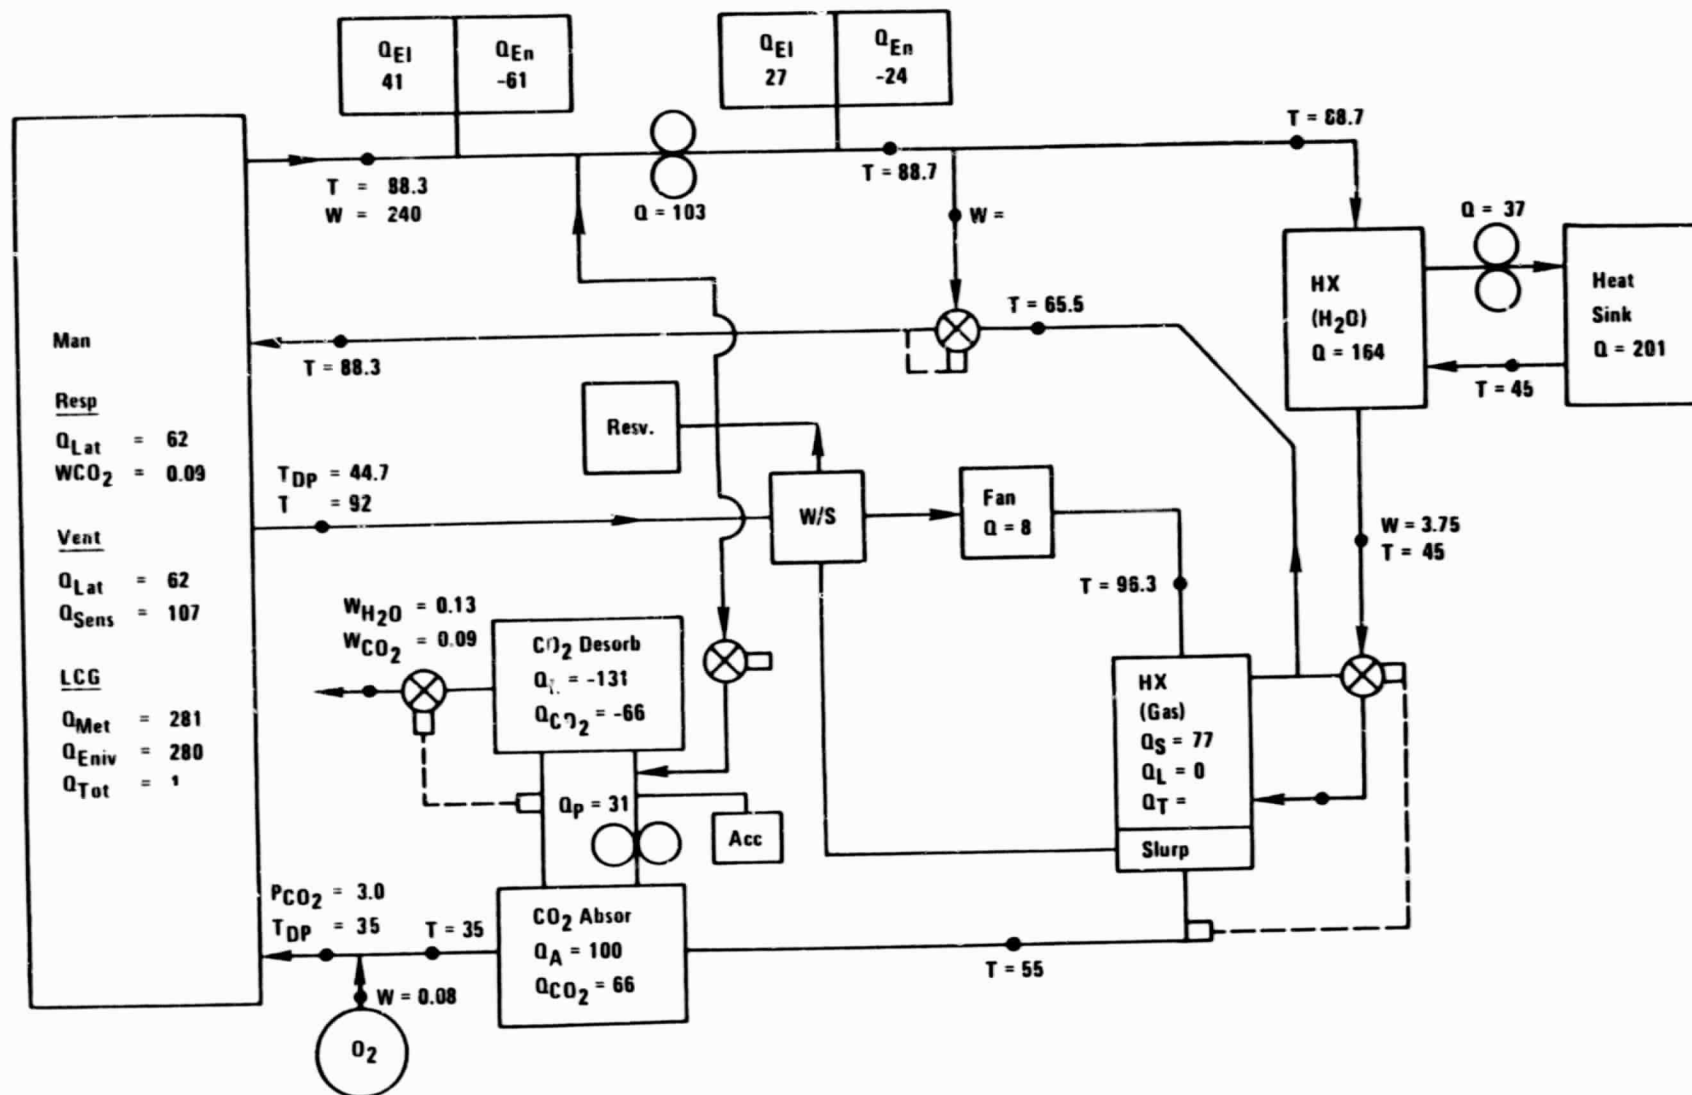 Q_El
41
Q_En
-61
Q_El
27
Q_En
-24
T = 88.3
W = 240
Q = 103
T = 88.7
W =
T = 88.7
Q = 37
HX
(H₂O)
Q = 164
Heat
Sink
Q = 201
T = 45
T = 65.5
T = 88.3
Man
Resp
Q_Lat = 62
WCO₂ = 0.09
Vent
Q_Lat = 62
Q_Sens = 107
LCG
Q_Met = 281
Q_Eniv = 280
Q_Tot = 1
Resv.
T_DP = 44.7
T = 92
W/S
Fan
Q = 8
W = 3.75
T = 45
T = 96.3
W_H₂O = 0.13
W_CO₂ = 0.09
CO₂ Desorb
= -131
Q_CO₂ = -66
HX
(Gas)
Q_S = 77
Q_L = 0
Q_T =
Slurp
Q_P = 31
Acc
P_CO₂ = 3.0
T_DP = 35
T = 35
CO₂ Absor
Q_A = 100
Q_CO₂ = 66
T = 55
W = 0.08
O₂